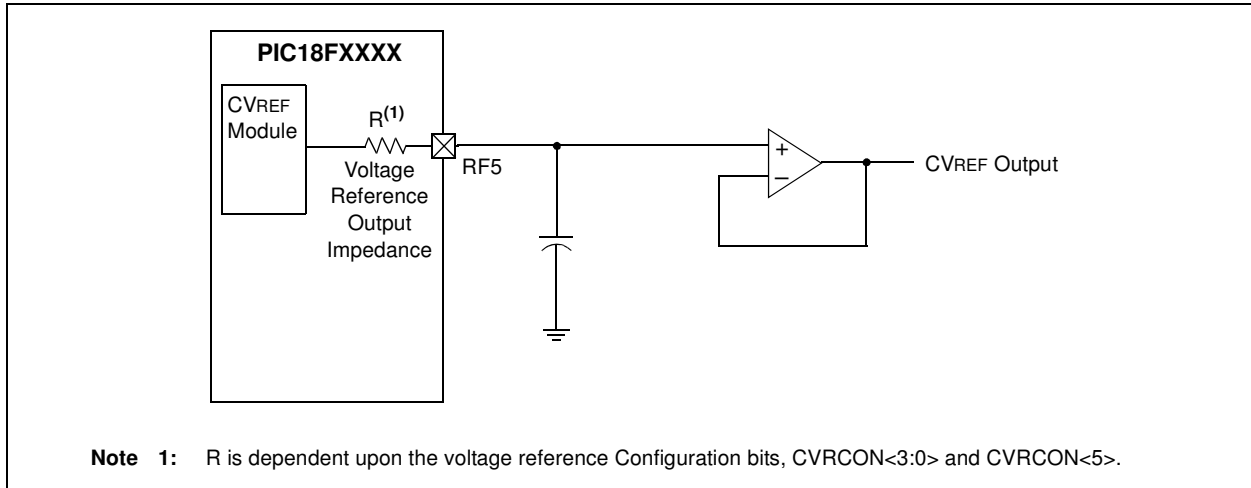 PIC18FXXXX
CVREF
Module
R(1)
Voltage
Reference
Output
Impedance
RF5
+
–
CVREF Output
Note 1: R is dependent upon the voltage reference Configuration bits, CVRCON<3:0> and CVRCON<5>.